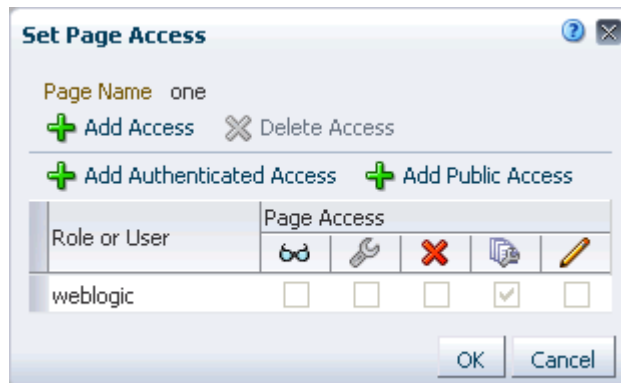 Set Page Access
Page Name one
Add Access Delete Access
Add Authenticated Access Add Public Access
Role or User
Page Access
weblogic
OK Cancel